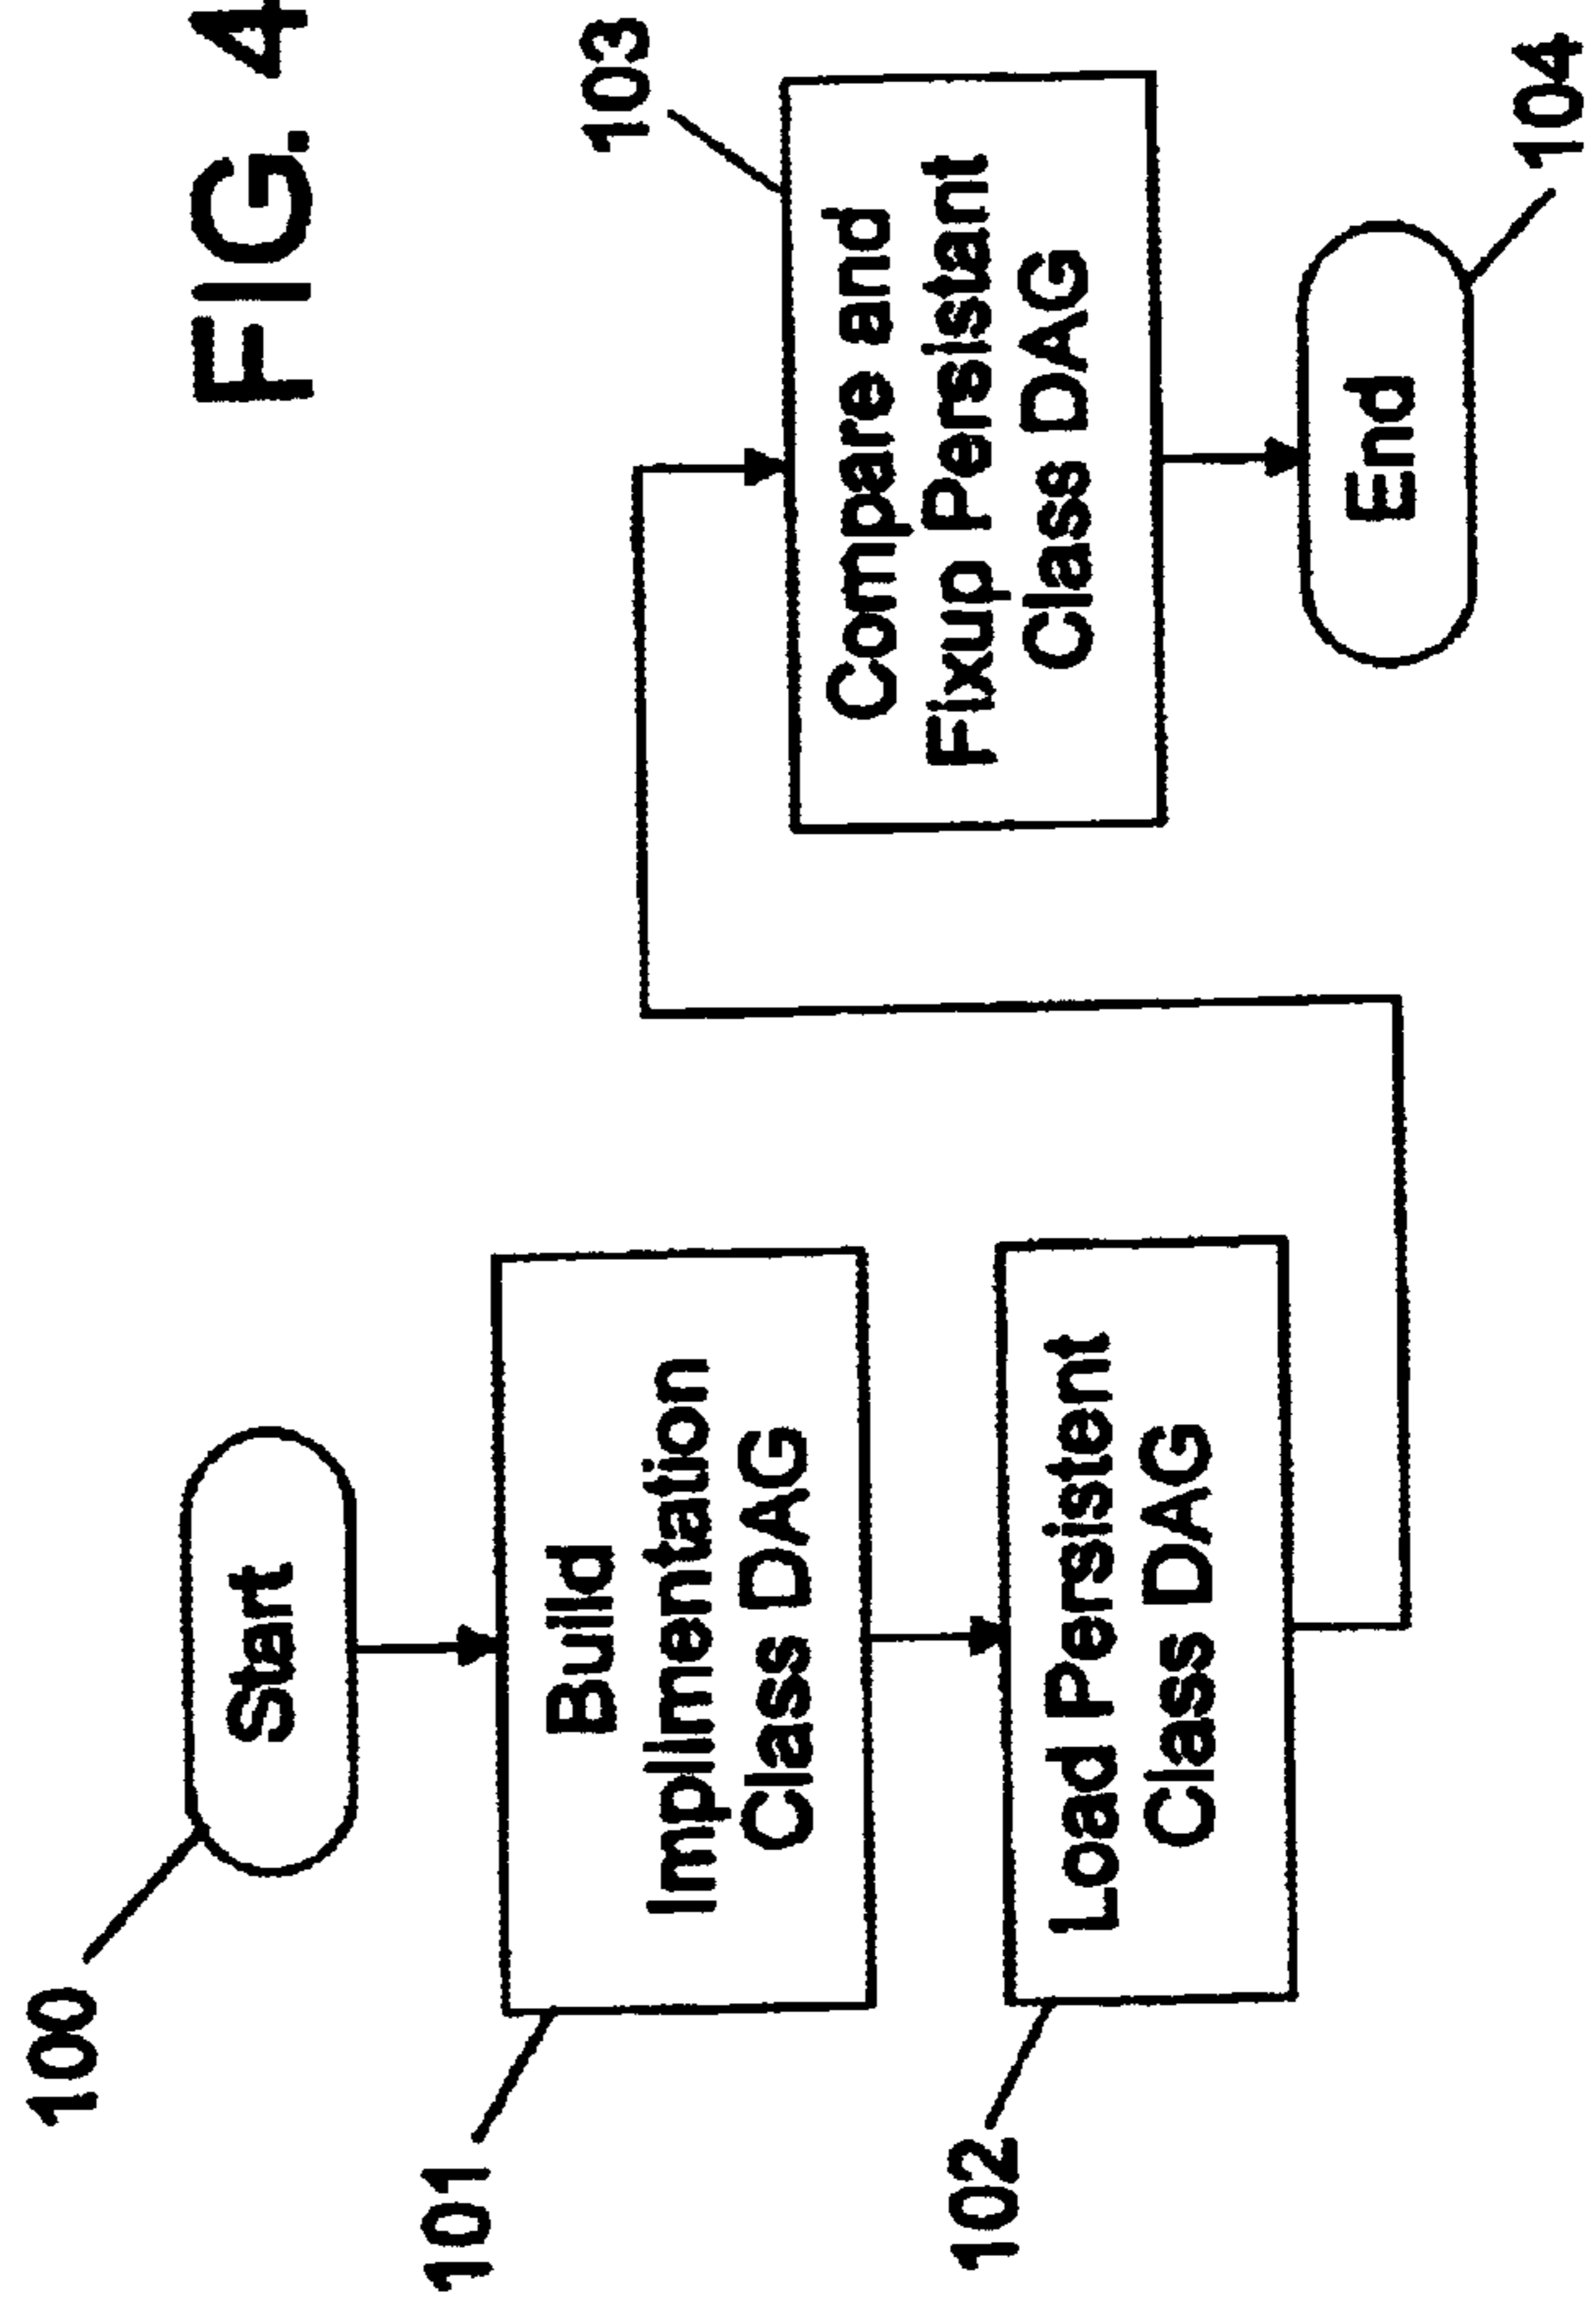 FIG. 4
100
Start
101
Build
Implimentation
Class DAG
102
Load Persistent
Class DAG
103
Compare and
Fixup Persistant
Class DAG
End
104